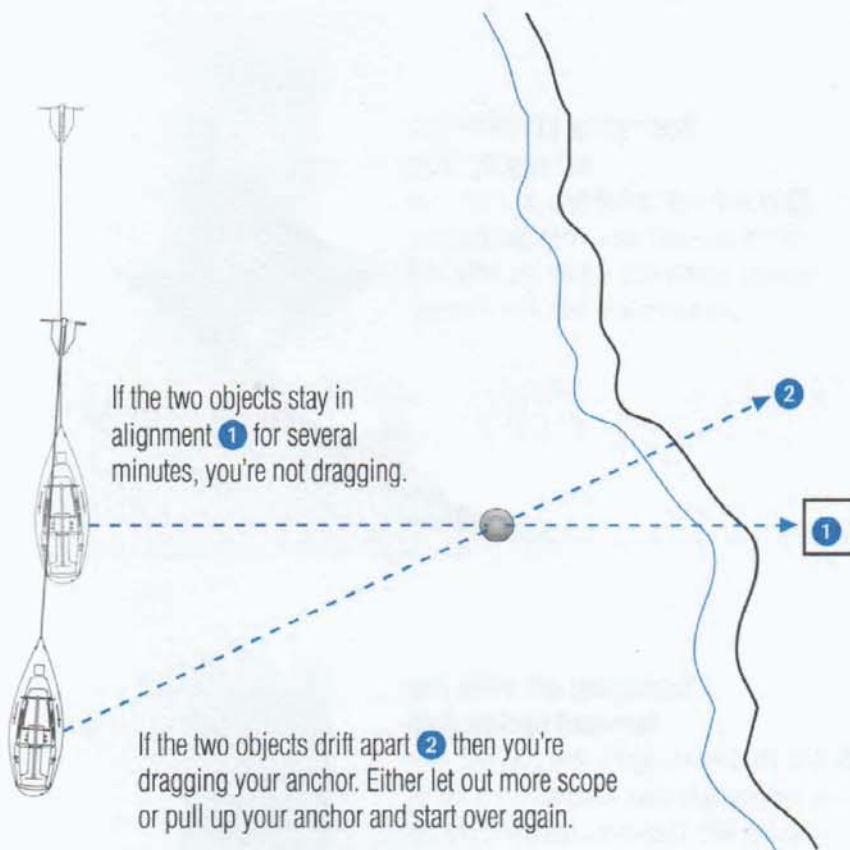 If the two objects stay in
alignment 1 for several
minutes, you're not dragging.
2
1
If the two objects drift apart 2 then you're
dragging your anchor. Either let out more scope
or pull up your anchor and start over again.